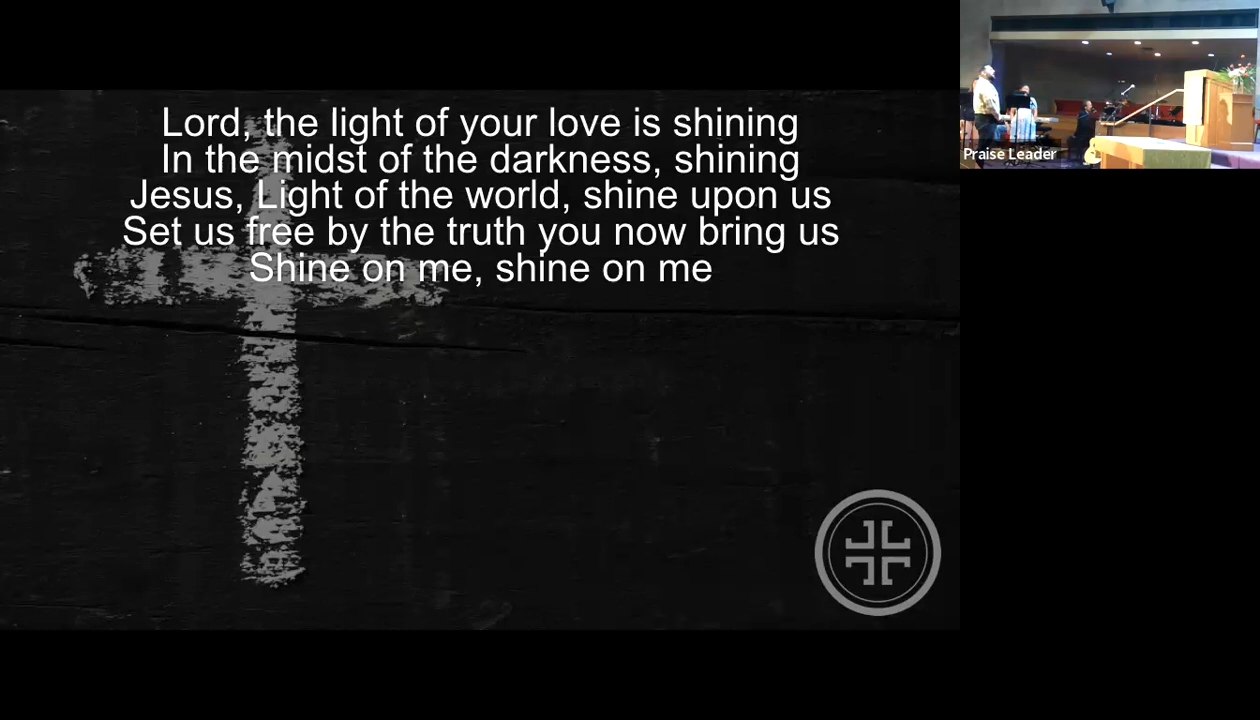 Lord, the light of your love is shining
In the midst of the darkness, shining
Jesus, Light of the world, shine upon us
Set us free by the truth you now bring us
Shine on me, shine on me
Praise Leader